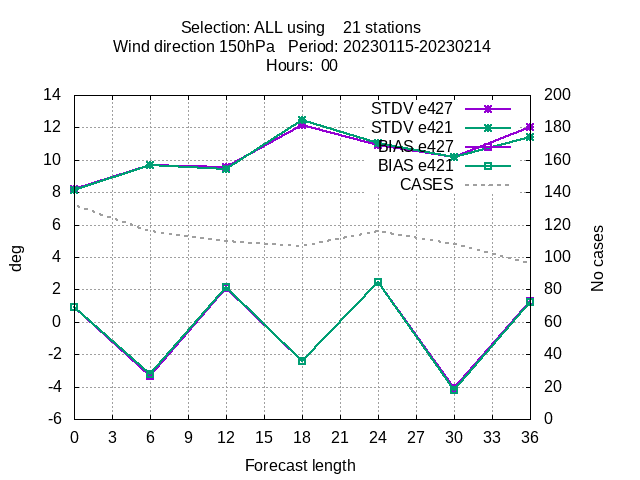 Selection: ALL using    21 stations
Wind direction 150hPa   Period: 20230115-20230214
Hours:  00
14
12
10
8
6
4
2
0
-2
-4
-6
deg
STDV e427
STDV e421
BIAS e427
BIAS e421
CASES
200
180
160
140
120
100
80
60
40
20
0
No cases
0 3 6 9 12 15 18 21 24 27 30 33 36
Forecast length